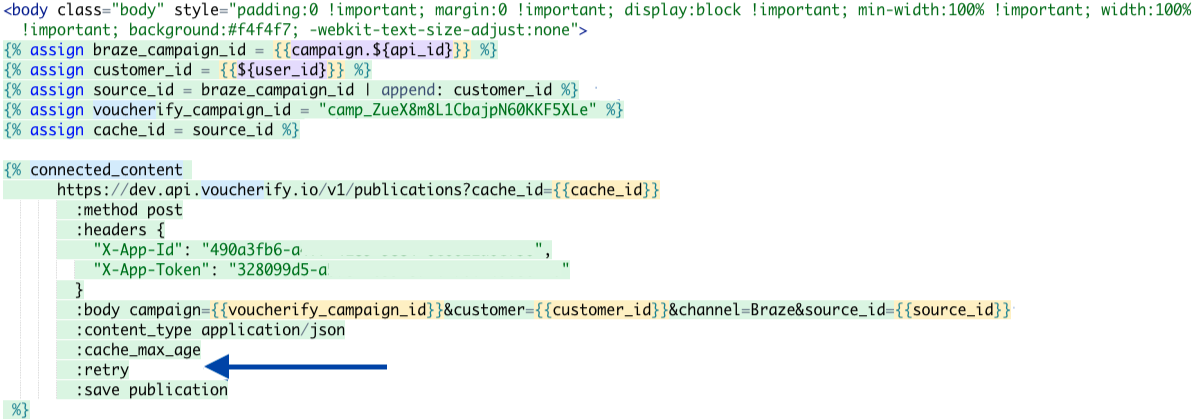 <body class="body" style="padding:0 !important; margin:0 !important; display:block !important; min-width:100% !important; width:100%
!important; background:#f4f4f7; -webkit-text-size-adjust:none">
{% assign braze_campaign_id = {{campaign.${api_id}}} %}
{% assign customer_id = {{${user_id}}} %}
{% assign source_id = braze_campaign_id | append: customer_id %}
{% assign voucherify_campaign_id = "camp_ZueX8m8L1CbajpN60KKF5XLe" %}
{% assign cache_id = source_id %}
{% connected_content
https://dev.api.voucherify.io/v1/publications?cache_id={{cache_id}}
:method post
:headers {
"X-App-Id": "490a3fb6-a ",
"X-App-Token": "328099d5-a "
}
:body campaign={{voucherify_campaign_id}}&customer={{customer_id}}&channel=Braze&source_id={{source_id}}
:content_type application/json
:cache_max_age
:retry
:save publication
%}